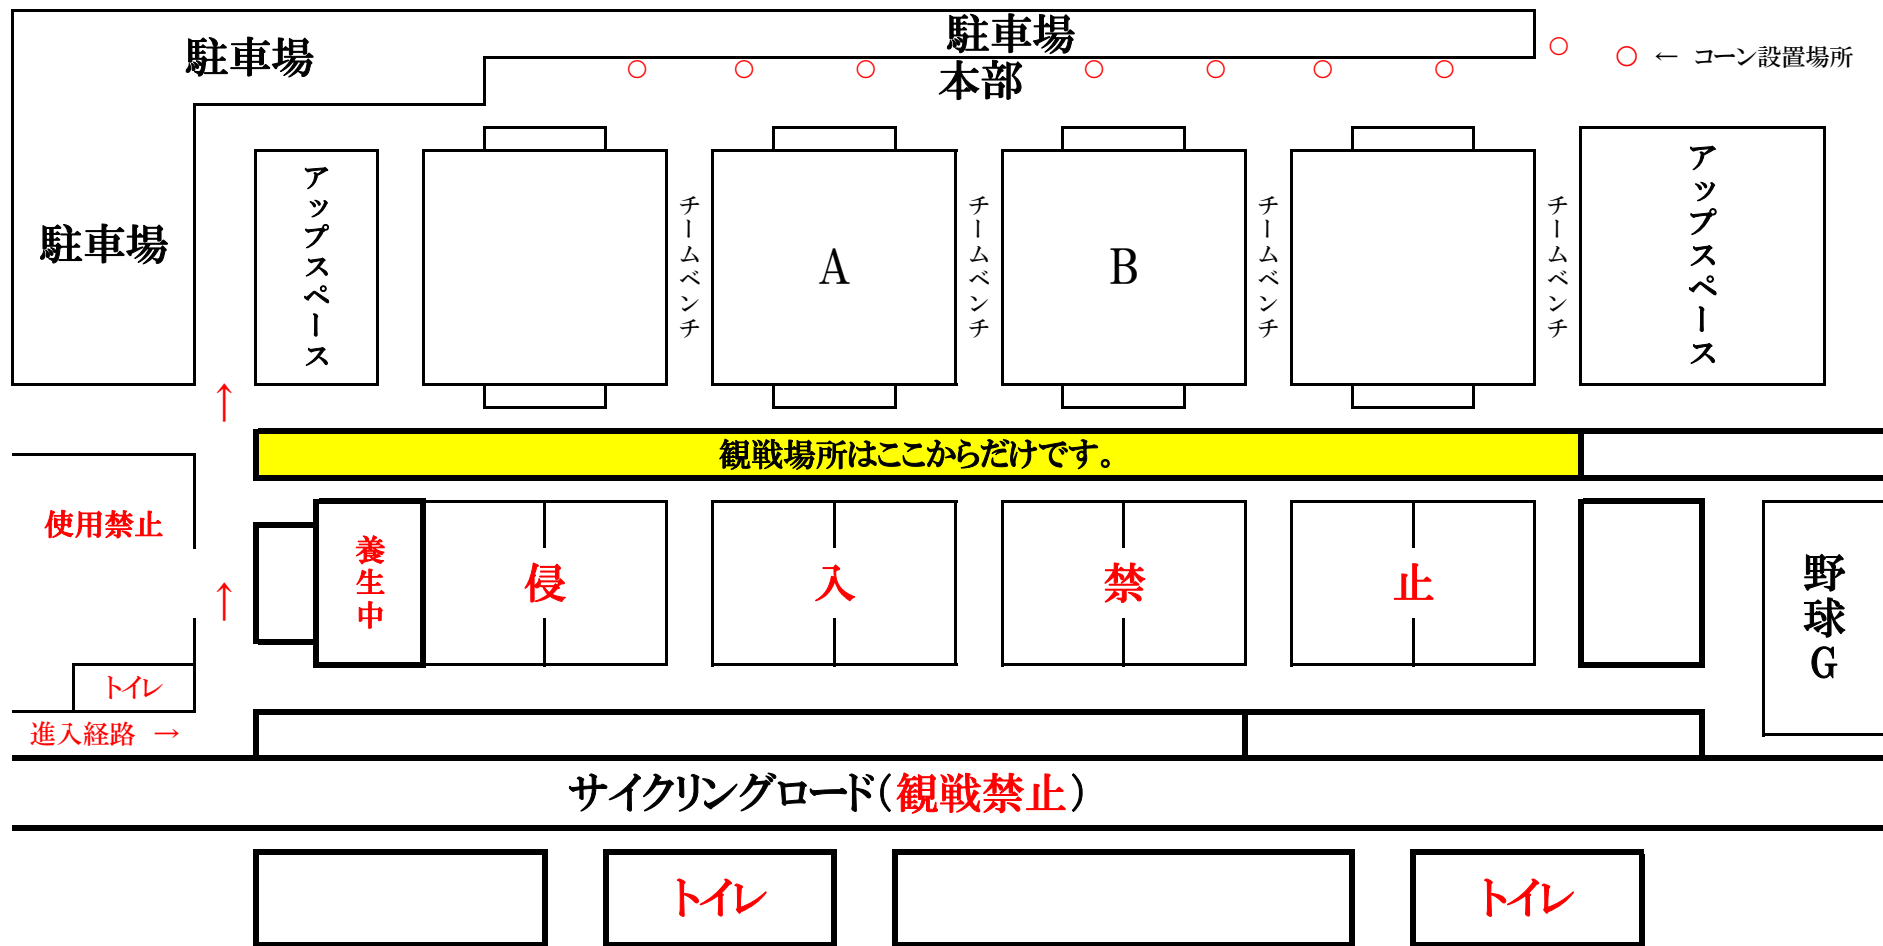 駐車場
駐車場
○ ← コーン設置場所
本部
駐車場
アップスペース
チームベンチ
A
チームベンチ
B
チームベンチ
チームベンチ
アップスペース
↑
観戦場所はここからだけです。
使用禁止
↑
養生中
侵
入
禁
止
野球G
トイレ
進入経路 →
サイクリングロード(観戦禁止)
トイレ
トイレ